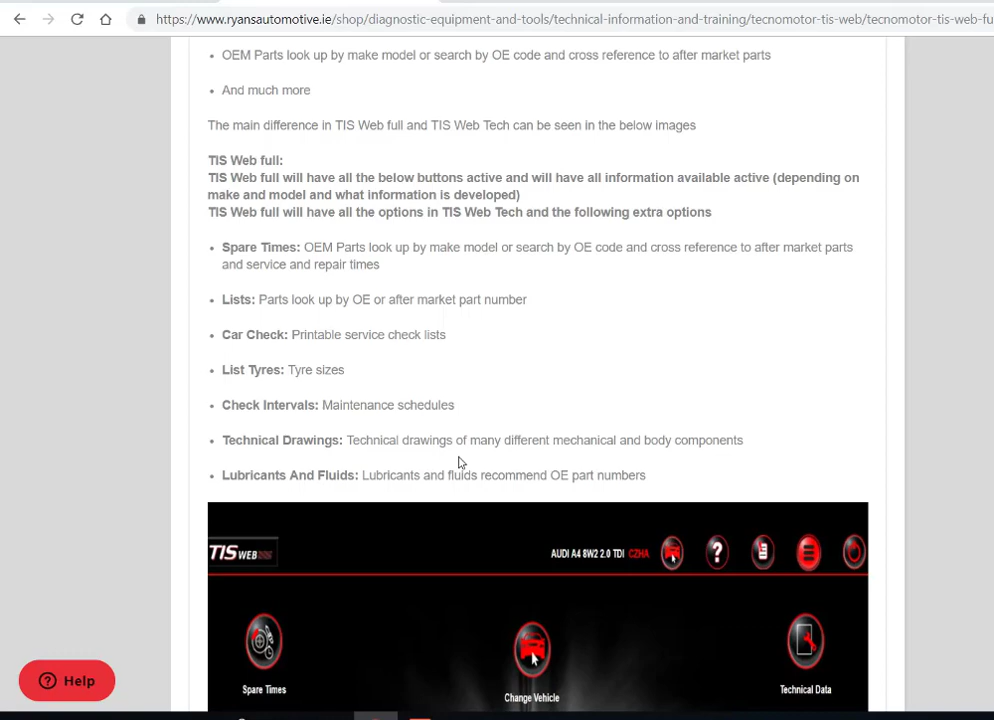 https://www.ryansautomotive.ie/shop/diagnostic-equipment-and-tools/technical-information-and-training/tecnomotor-tis-web/tecnomotor-tis-web-fu
• OEM Parts look up by make model or search by OE code and cross reference to after market parts
• And much more
The main difference in TIS Web full and TIS Web Tech can be seen in the below images
TIS Web full:
TIS Web full will have all the below buttons active and will have all information available active (depending on
make and model and what information is developed)
TIS Web full will have all the options in TIS Web Tech and the following extra options
• Spare Times: OEM Parts look up by make model or search by OE code and cross reference to after market parts
and service and repair times
• Lists: Parts look up by OE or after market part number
• Car Check: Printable service check lists
• List Tyres: Tyre sizes
• Check Intervals: Maintenance schedules
• Technical Drawings: Technical drawings of many different mechanical and body components
• Lubricants And Fluids: Lubricants and fluids recommend OE part numbers
TIS WEB
AUDI A4 8W2 2.0 TDI CZHA
?
Spare Times
Change Vehicle
Technical Data
? Help